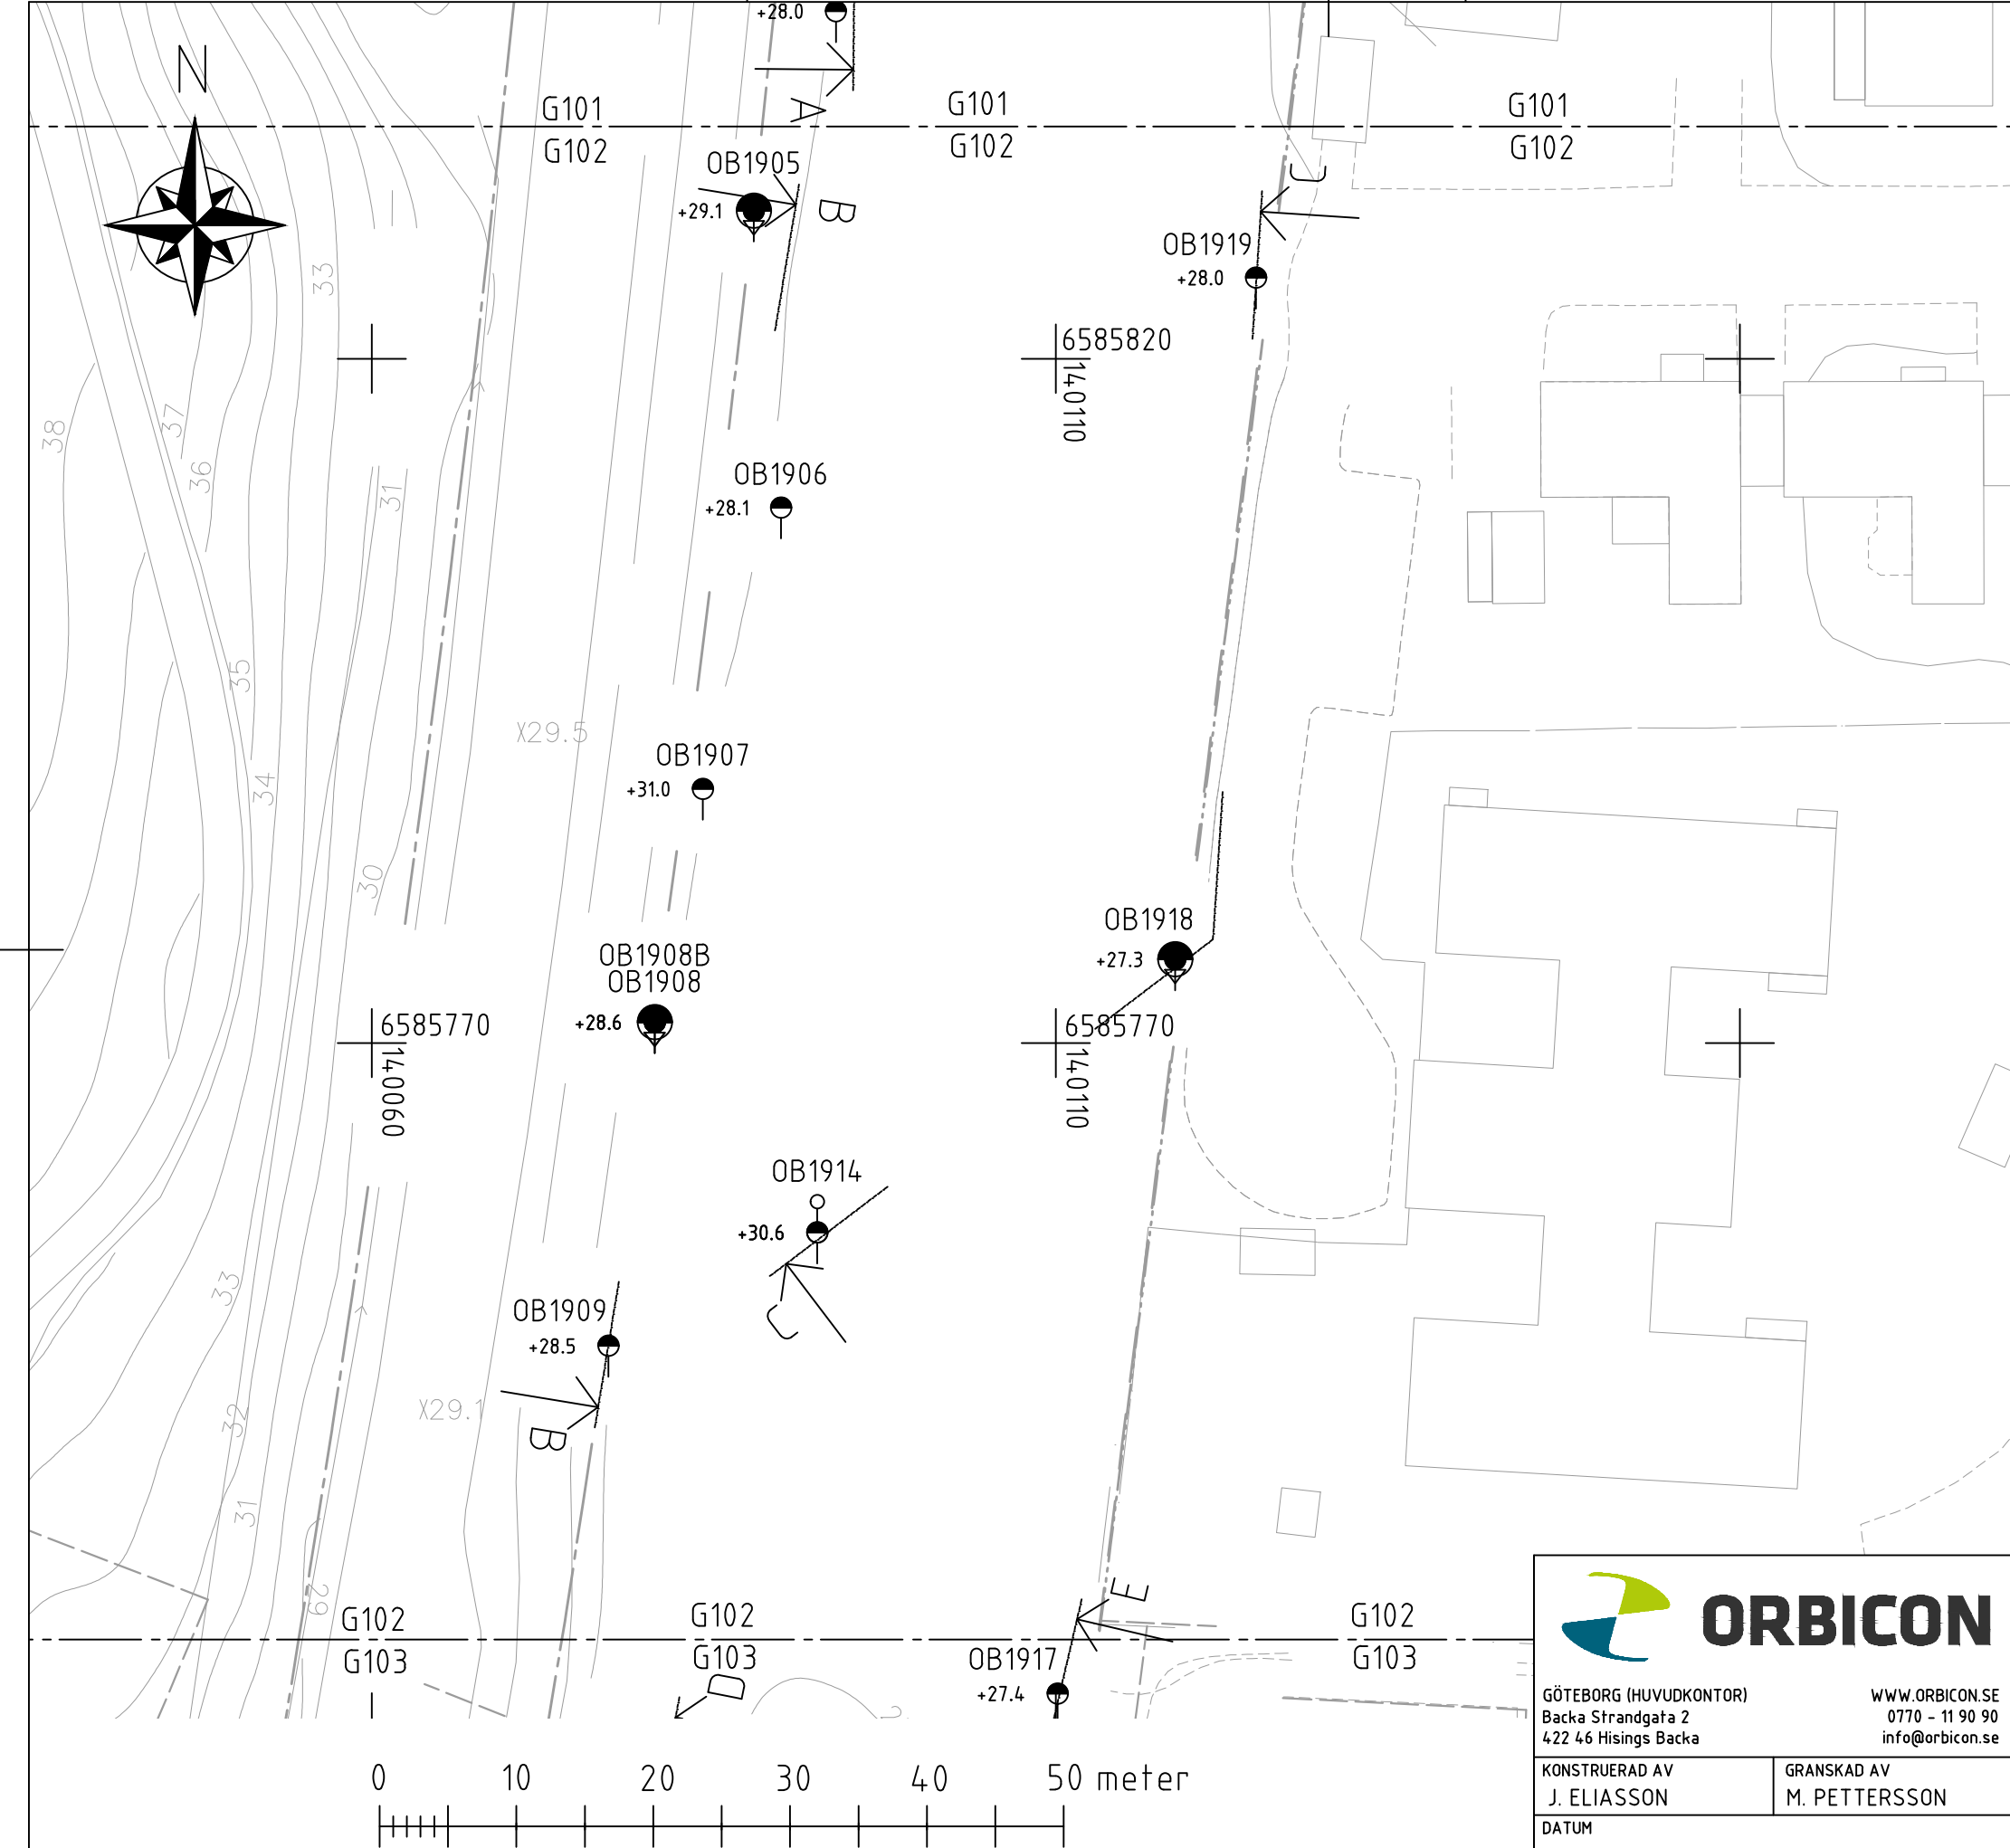 +28.0
N
A
G101
G101
G101
G102
G102
G102
OB1905
+29.1
B
C
OB1919
+28.0
33
6585820
140110
38
37
36
31
OB1906
+28.1
35
X29.5
34
OB1907
+31.0
30
OB1918
+27.3
OB1908B
OB1908
+28.6
6585770
140060
6585770
140110
OB1914
+30.6
C
33
OB1909
+28.5
B
X29.1
32
31
29
E
G102
G102
G102
G103
G103
G103
D
OB1917
+27.4
ORBICON
GÖTEBORG (HUVUDKONTOR)
Backa Strandgata 2
422 46 Hisings Backa
WWW.ORBICON.SE
0770 - 11 90 90
info@orbicon.se
KONSTRUERAD AV
J. ELIASSON
GRANSKAD AV
M. PETTERSSON
DATUM
0 10 20 30 40 50 meter